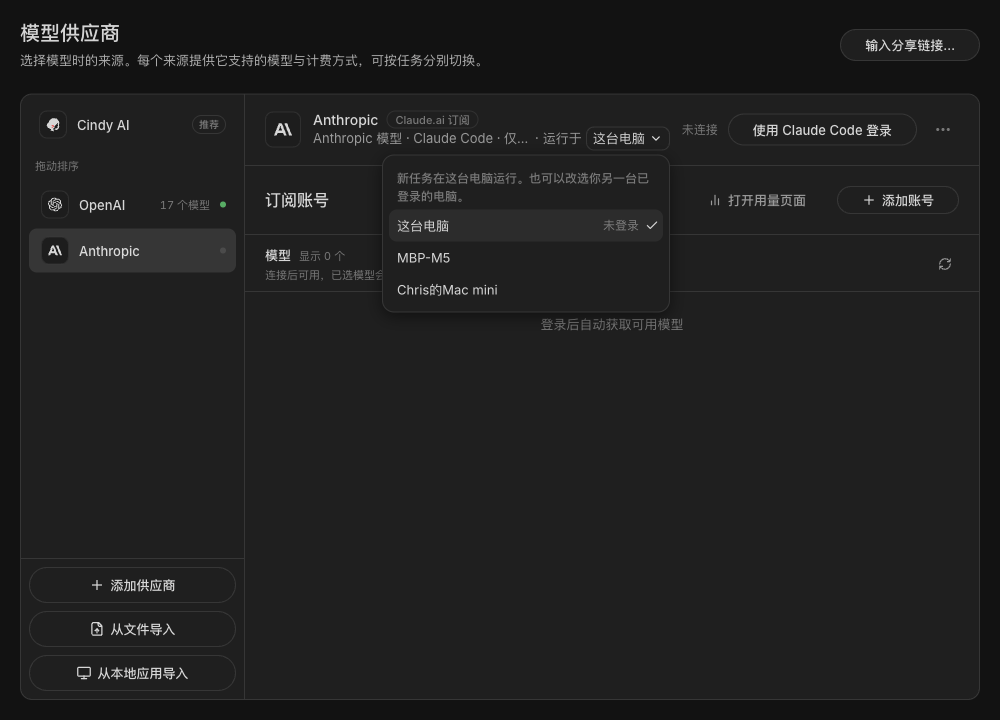 模型供应商
选择模型时的来源。每个来源提供它支持的模型与计费方式，可按任务分别切换。
输入分享链接...
Cindy AI
推荐
拖动排序
OpenAI
17 个模型
Anthropic
添加供应商
从文件导入
从本地应用导入
Anthropic
Claude.ai 订阅
Anthropic 模型 · Claude Code · 仅... · 运行于
这台电脑
未连接
使用 Claude Code 登录
新任务在这台电脑运行。也可以改选你另一台已
登录的电脑。
这台电脑
未登录
MBP-M5
Chris的Mac mini
订阅账号
打开用量页面
添加账号
模型
显示 0 个
连接后可用，已选模型
登录后自动获取可用模型